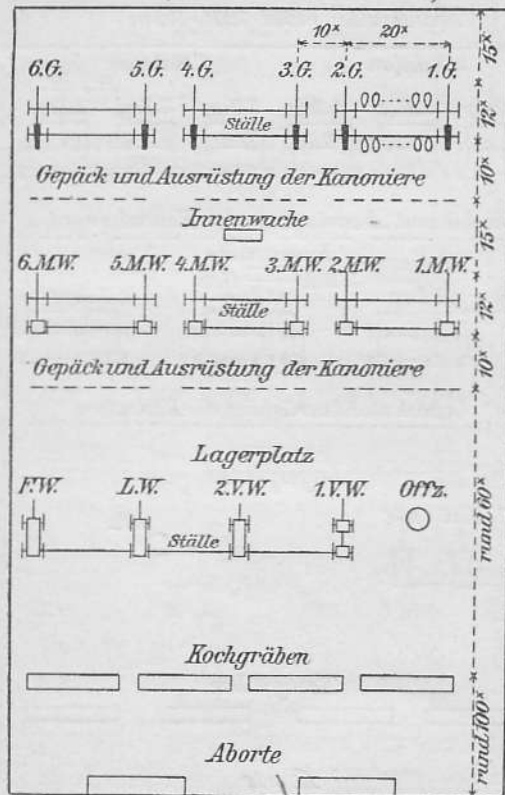 10ˣ 20ˣ
15ˣ
6.G. 5.G. 4.G. 3.G. 2.G. 1.G.
Ställe
12ˣ
Gepäck und Ausrüstung der Kanoniere
10ˣ
Innenwache
15ˣ
6.M.W. 5.M.W. 4.M.W. 3.M.W. 2.M.W. 1.M.W.
Ställe
12ˣ
Gepäck und Ausrüstung der Kanoniere
10ˣ
Lagerplatz
F.W. L.W. 2.V.W. 1.V.W. Offz.
Ställe
rund 60ˣ
Kochgräben
rund 100ˣ
Aborte